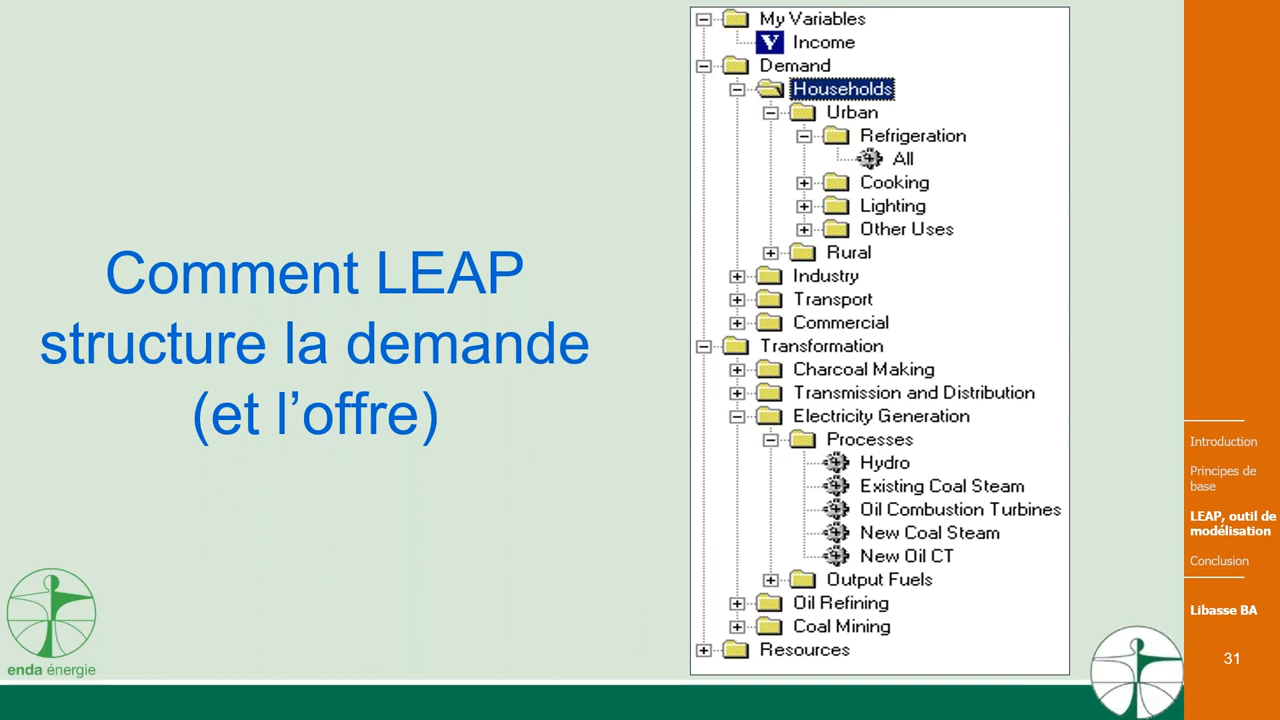 Comment LEAP
structure la demande
(et l’offre)
My Variables
V
Income
Demand
Households
Urban
Refrigeration
All
Cooking
Lighting
Other Uses
Rural
Industry
Transport
Commercial
Transformation
Charcoal Making
Transmission and Distribution
Electricity Generation
Processes
Hydro
Existing Coal Steam
Oil Combustion Turbines
New Coal Steam
New Oil CT
Output Fuels
Oil Refining
Coal Mining
Resources
Introduction
Principes de
base
LEAP, outil de
modélisation
Conclusion
Libasse BA
31
enda énergie